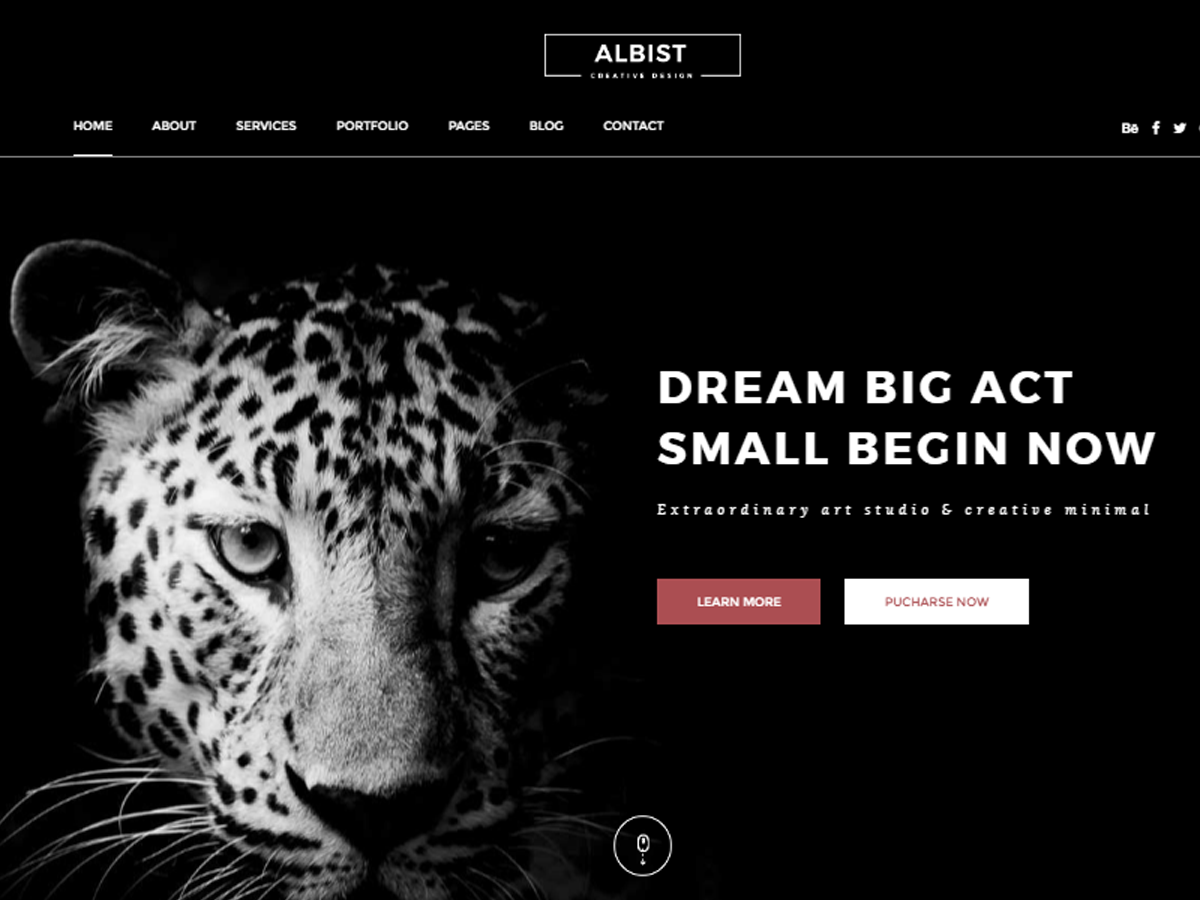 ALBIST
CREATIVE DESIGN
HOME ABOUT SERVICES PORTFOLIO PAGES BLOG CONTACT
Bē
DREAM BIG ACT
SMALL BEGIN NOW
Extraordinary art studio & creative minimal
LEARN MORE PUCHARSE NOW